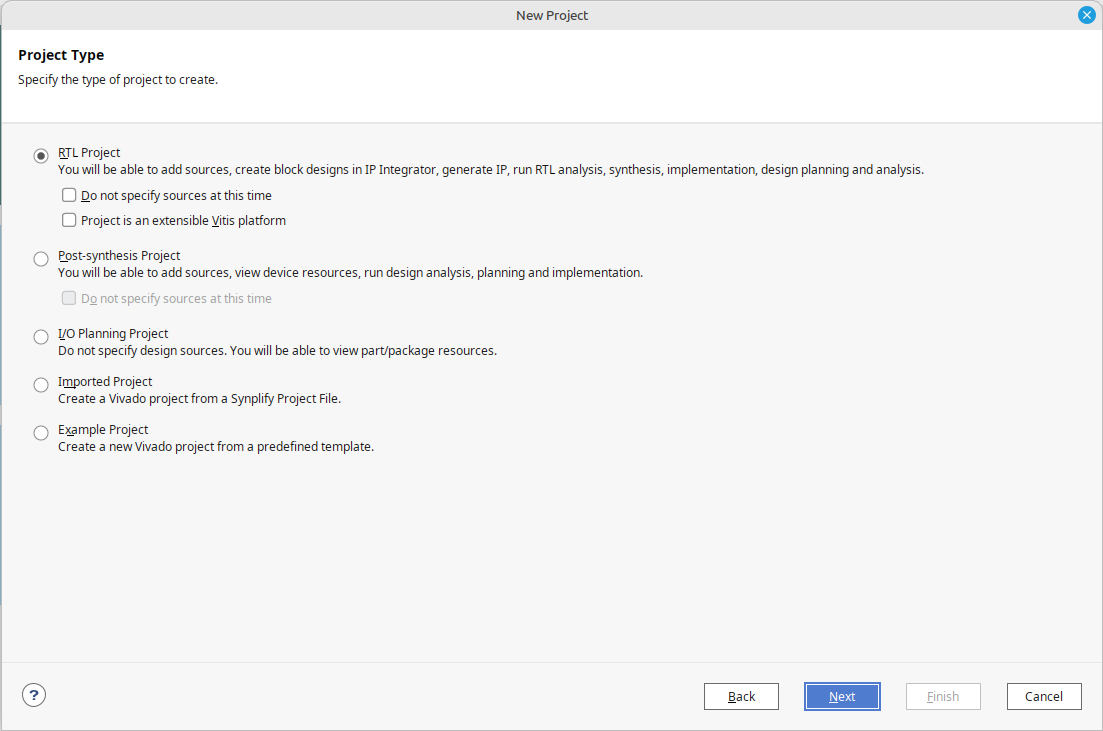 New Project
Project Type
Specify the type of project to create.
RTL Project
You will be able to add sources, create block designs in IP Integrator, generate IP, run RTL analysis, synthesis, implementation, design planning and analysis.
Do not specify sources at this time
Project is an extensible Vitis platform
Post-synthesis Project
You will be able to add sources, view device resources, run design analysis, planning and implementation.
Do not specify sources at this time
I/O Planning Project
Do not specify design sources. You will be able to view part/package resources.
Imported Project
Create a Vivado project from a Synplify Project File.
Example Project
Create a new Vivado project from a predefined template.
?
Back
Next
Finish
Cancel